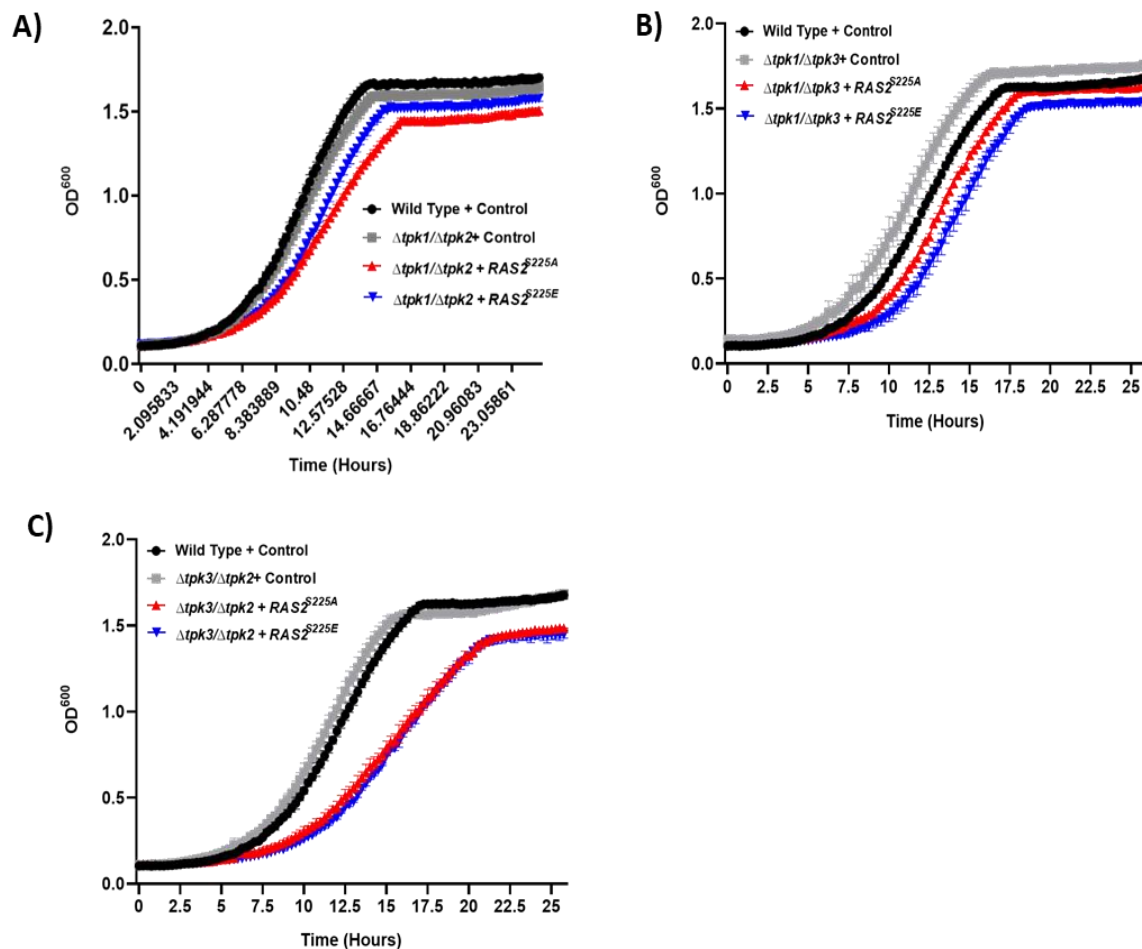 A)
2.0
1.5
1.0
0.5
0.0
OD600
Wild Type + Control
Δtpk1/Δtpk2+ Control
Δtpk1/Δtpk2 + RAS2S225A
Δtpk1/Δtpk2 + RAS2S225E
0
2.095833
4.191944
6.287778
8.383889
10.48
12.57528
14.66667
16.76444
18.86222
20.96083
23.05861
Time (Hours)
B)
2.0
1.5
1.0
0.5
0.0
OD600
Wild Type + Control
Δtpk1/Δtpk3+ Control
Δtpk1/Δtpk3 + RAS2S225A
Δtpk1/Δtpk3 + RAS2S225E
0 2.5 5 7.5 10 12.5 15 17.5 20 22.5 25
Time (Hours)
C)
2.0
1.5
1.0
0.5
0.0
OD600
Wild Type + Control
Δtpk3/Δtpk2+ Control
Δtpk3/Δtpk2 + RAS2S225A
Δtpk3/Δtpk2 + RAS2S225E
0 2.5 5 7.5 10 12.5 15 17.5 20 22.5 25
Time (Hours)